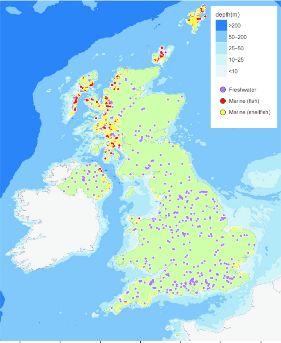 depth(m)
>200
50-200
25-50
10-25
<10
Freshwater
Marine (fish)
Marine (shellfish)